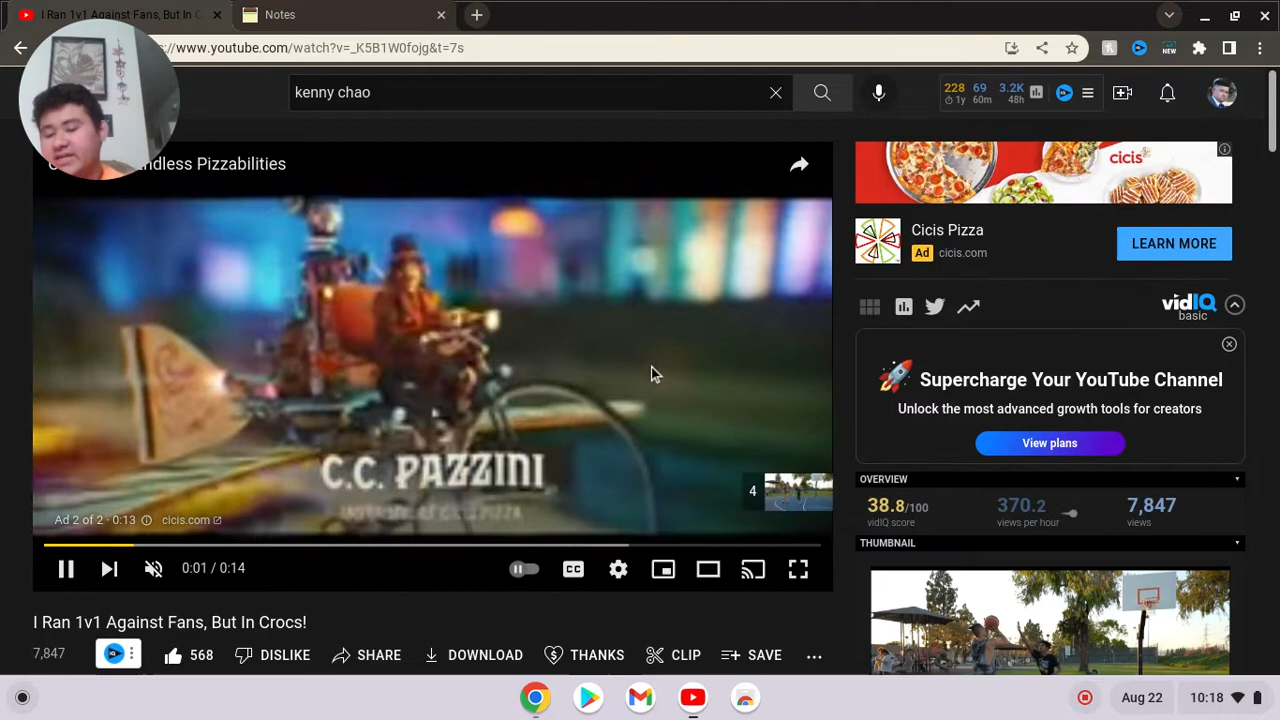 I Ran 1v1 Against Fans, But In C
Notes
://www.youtube.com/watch?v=_K5B1W0fojg&t=7s
NEW
kenny chao
228 69 3.2K
1y 60m 48h
ndless Pizzabilities
cicis
Cicis Pizza
Ad cicis.com
LEARN MORE
vidIQ
basic
Supercharge Your YouTube Channel
Unlock the most advanced growth tools for creators
View plans
C.C. PAZZINI
4
Ad 2 of 2 · 0:13 cicis.com
OVERVIEW
38.8/100 370.2 7,847
vidIQ score views per hour views
THUMBNAIL
0:01 / 0:14
CC
I Ran 1v1 Against Fans, But In Crocs!
7,847
568 DISLIKE SHARE DOWNLOAD THANKS CLIP SAVE
Aug 22 10:18